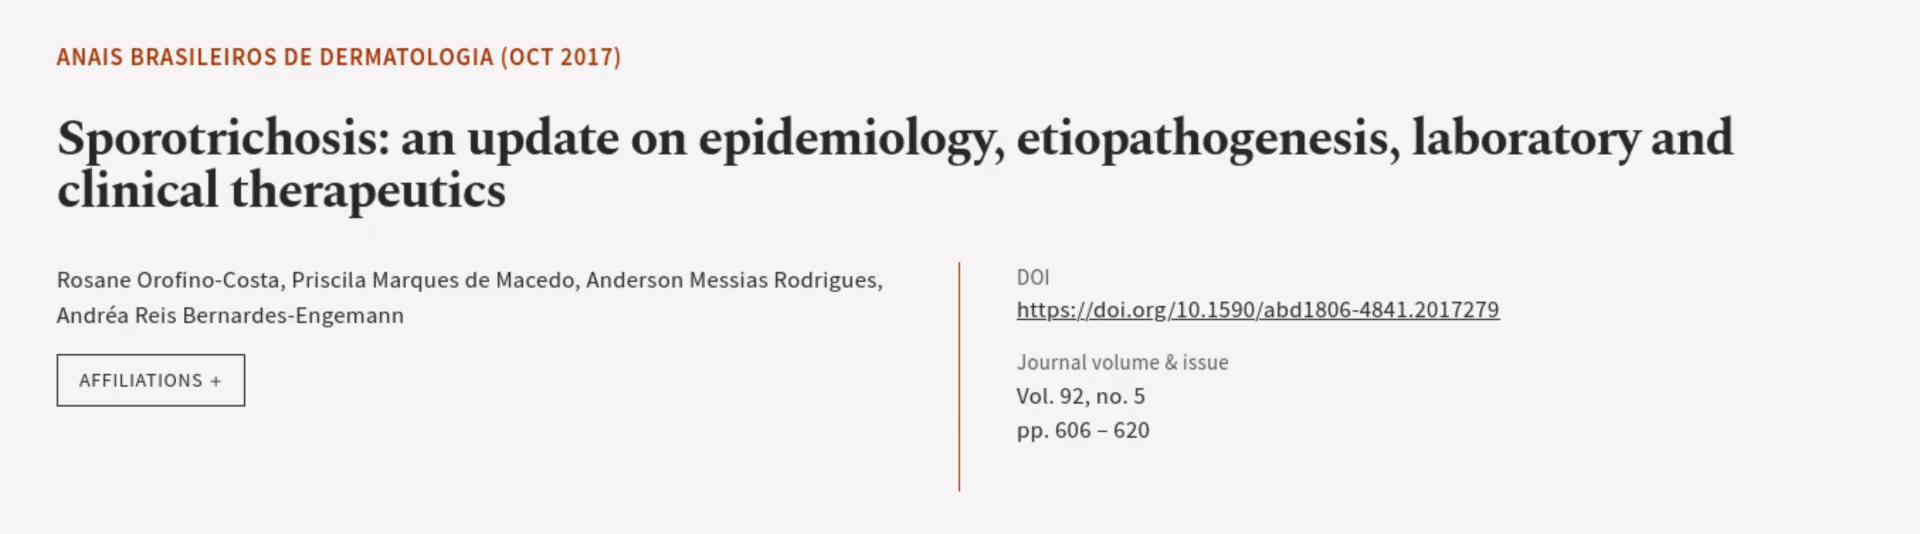 ANAIS BRASILEIROS DE DERMATOLOGIA (OCT 2017)
Sporotrichosis: an update on epidemiology, etiopathogenesis, laboratory and
clinical therapeutics
Rosane Orofino-Costa, Priscila Marques de Macedo, Anderson Messias Rodrigues,
Andréa Reis Bernardes-Engemann
AFFILIATIONS +
DOI
https://doi.org/10.1590/abd1806-4841.2017279
Journal volume & issue
Vol. 92, no. 5
pp. 606 – 620